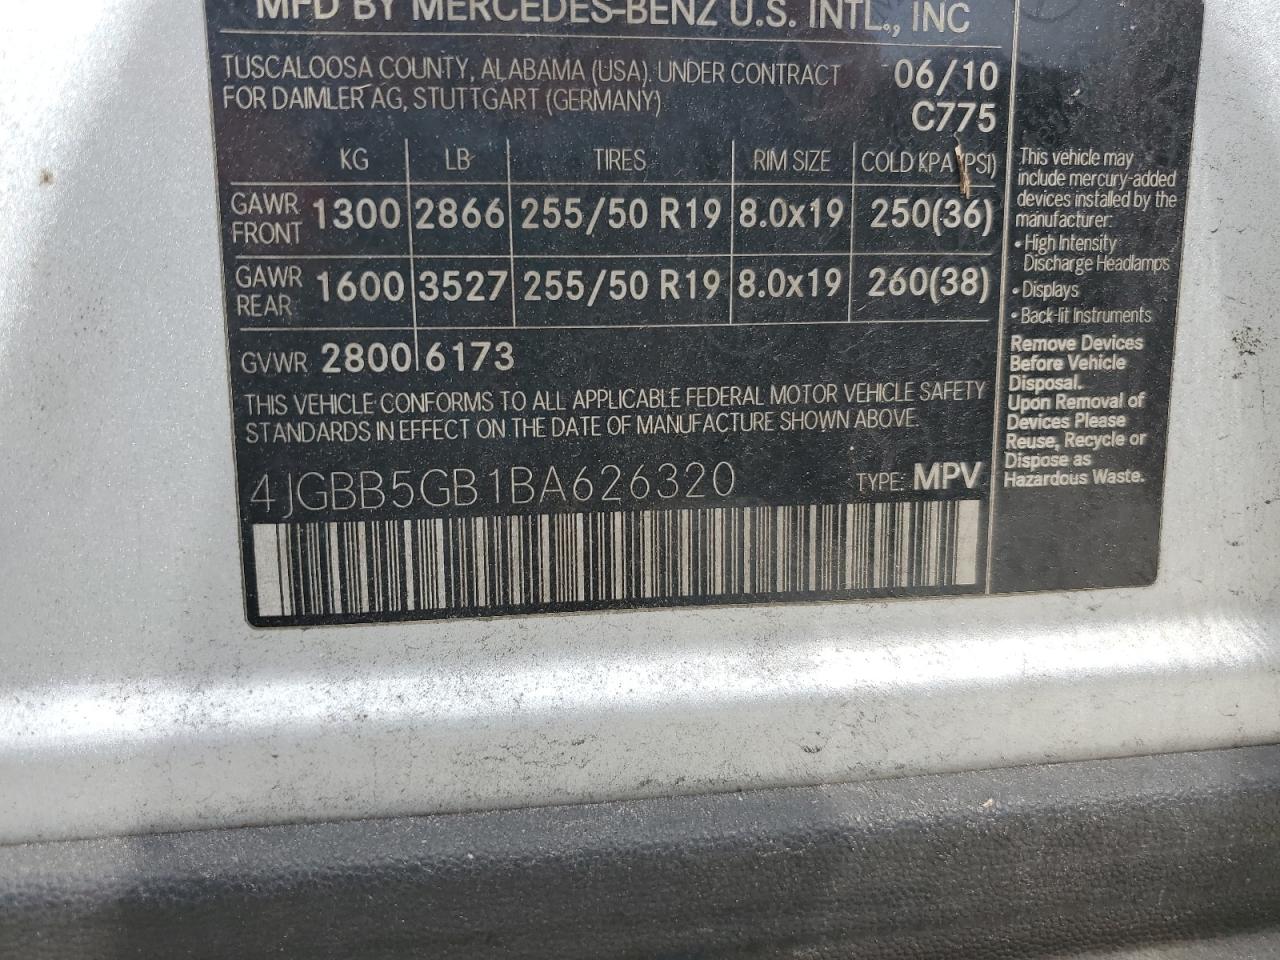 MFD BY MERCEDES-BENZ U.S. INTL., INC
TUSCALOOSA COUNTY, ALABAMA (USA). UNDER CONTRACT 06/10
FOR DAIMLER AG, STUTTGART (GERMANY) C775
KG LB TIRES RIM SIZE COLD KPA (PSI)
GAWR FRONT 1300 2866 255/50 R19 8.0x19 250(36)
GAWR REAR 1600 3527 255/50 R19 8.0x19 260(38)
GVWR 2800 6173
THIS VEHICLE CONFORMS TO ALL APPLICABLE FEDERAL MOTOR VEHICLE SAFETY
STANDARDS IN EFFECT ON THE DATE OF MANUFACTURE SHOWN ABOVE.
4JGBB5GB1BA626320 TYPE: MPV
This vehicle may
include mercury-added
devices installed by the
manufacturer:
• High Intensity
Discharge Headlamps
• Displays
• Back-lit Instruments
Remove Devices
Before Vehicle
Disposal.
Upon Removal of
Devices Please
Reuse, Recycle or
Dispose as
Hazardous Waste.